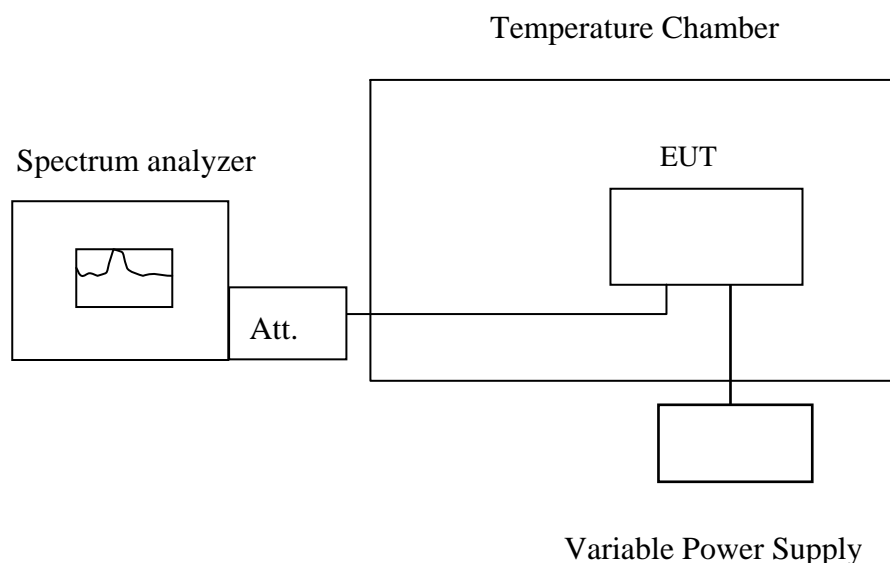 Temperature Chamber
Spectrum analyzer
EUT
Att.
Variable Power Supply